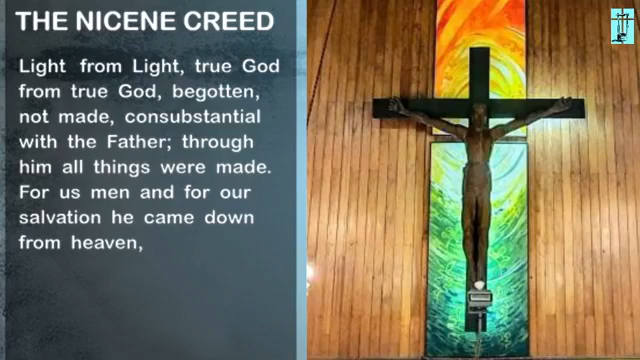 THE NICENE CREED
Light from Light, true God
from true God, begotten,
not made, consubstantial
with the Father; through
him all things were made.
For us men and for our
salvation he came down
from heaven,